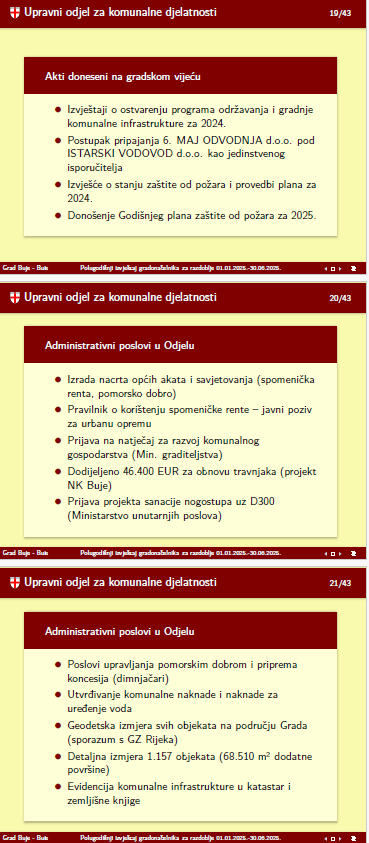 Upravni odjel za komunalne djelatnosti 19/43
Akti doneseni na gradskom vijeću
Izvještaji o ostvarenju programa održavanja i gradnje
komunalne infrastrukture za 2024.
Postupak pripajanja 6. MAJ ODVODNJA d.o.o. pod
ISTARSKI VODOVOD d.o.o. kao jedinstvenog
isporučitelja
Izvješće o stanju zaštite od požara i provedbi plana za
2024.
Donošenje Godišnjeg plana zaštite od požara za 2025.
Grad Buje - Buie Polugodišnji izvještaj gradonačelnika za razdoblje 01.01.2025.-30.06.2025.
Upravni odjel za komunalne djelatnosti 20/43
Administrativni poslovi u Odjelu
Izrada nacrta općih akata i savjetovanja (spomenička
renta, pomorsko dobro)
Pravilnik o korištenju spomeničke rente – javni poziv
za urbanu opremu
Prijava na natječaj za razvoj komunalnog
gospodarstva (Min. graditeljstva)
Dodijeljeno 46.400 EUR za obnovu travnjaka (projekt
NK Buje)
Prijava projekta sanacije nogostupa uz D300
(Ministarstvo unutarnjih poslova)
Grad Buje - Buie Polugodišnji izvještaj gradonačelnika za razdoblje 01.01.2025.-30.06.2025.
Upravni odjel za komunalne djelatnosti 21/43
Administrativni poslovi u Odjelu
Poslovi upravljanja pomorskim dobrom i priprema
koncesija (dimnjačari)
Utvrđivanje komunalne naknade i naknade za
uređenje voda
Geodetska izmjera svih objekata na području Grada
(sporazum s GZ Rijeka)
Detaljna izmjera 1.157 objekata (68.510 m² dodatne
površine)
Evidencija komunalne infrastrukture u katastar i
zemljišne knjige
Grad Buje - Buie Polugodišnji izvještaj gradonačelnika za razdoblje 01.01.2025.-30.06.2025.